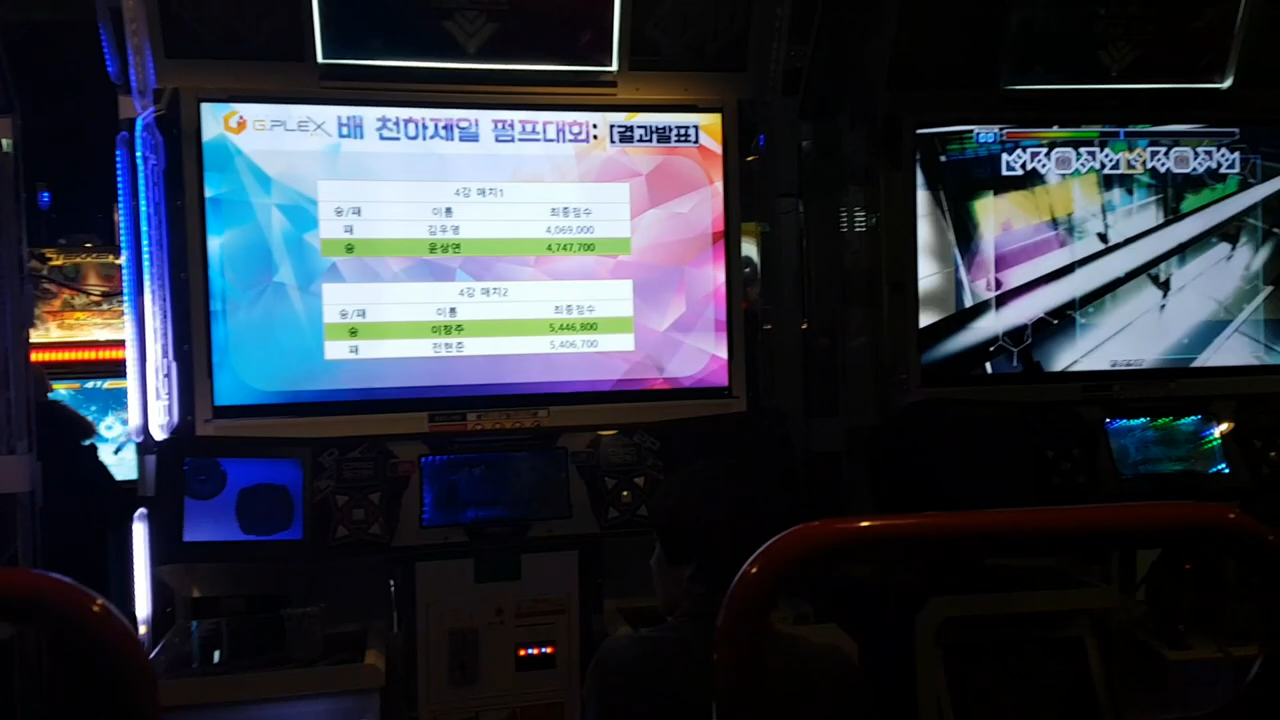 G.PLEX 배 천하제일 펌프대회: [결과발표]
4강 매치1
승/패 이름 최종점수
패 김우영 4,069,000
승 윤상연 4,747,700
4강 매치2
승/패 이름 최종점수
승 이창주 5,446,800
패 전현준 5,406,700
TEKKEN
41